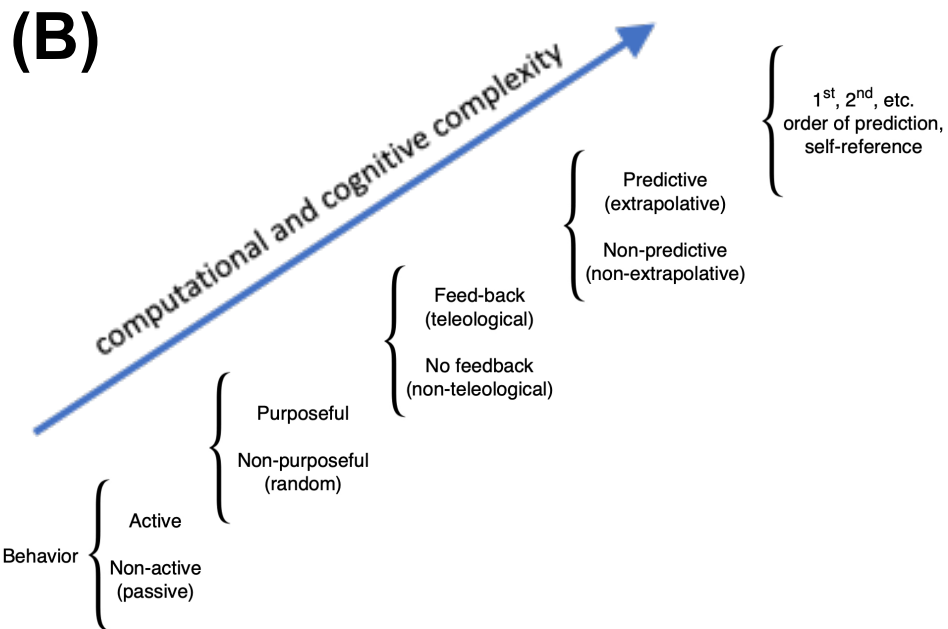 (B)
computational and cognitive complexity
1st, 2nd, etc.
order of prediction,
self-reference
Predictive
(extrapolative)
Non-predictive
(non-extrapolative)
Feed-back
(teleological)
No feedback
(non-teleological)
Purposeful
Non-purposeful
(random)
Behavior
Active
Non-active
(passive)